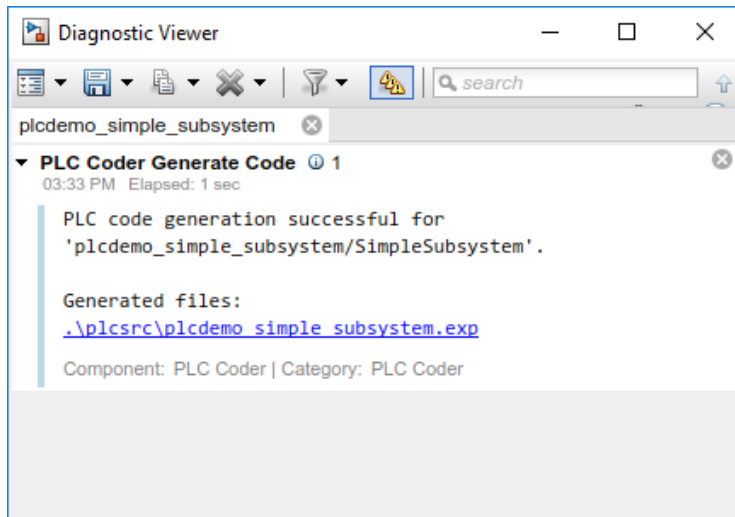 Diagnostic Viewer
search
plcdemo_simple_subsystem
PLC Coder Generate Code 1
03:33 PM Elapsed: 1 sec
PLC code generation successful for
'plcdemo_simple_subsystem/SimpleSubsystem'.
Generated files:
.\plcsrc\plcdemo_simple_subsystem.exp
Component: PLC Coder | Category: PLC Coder